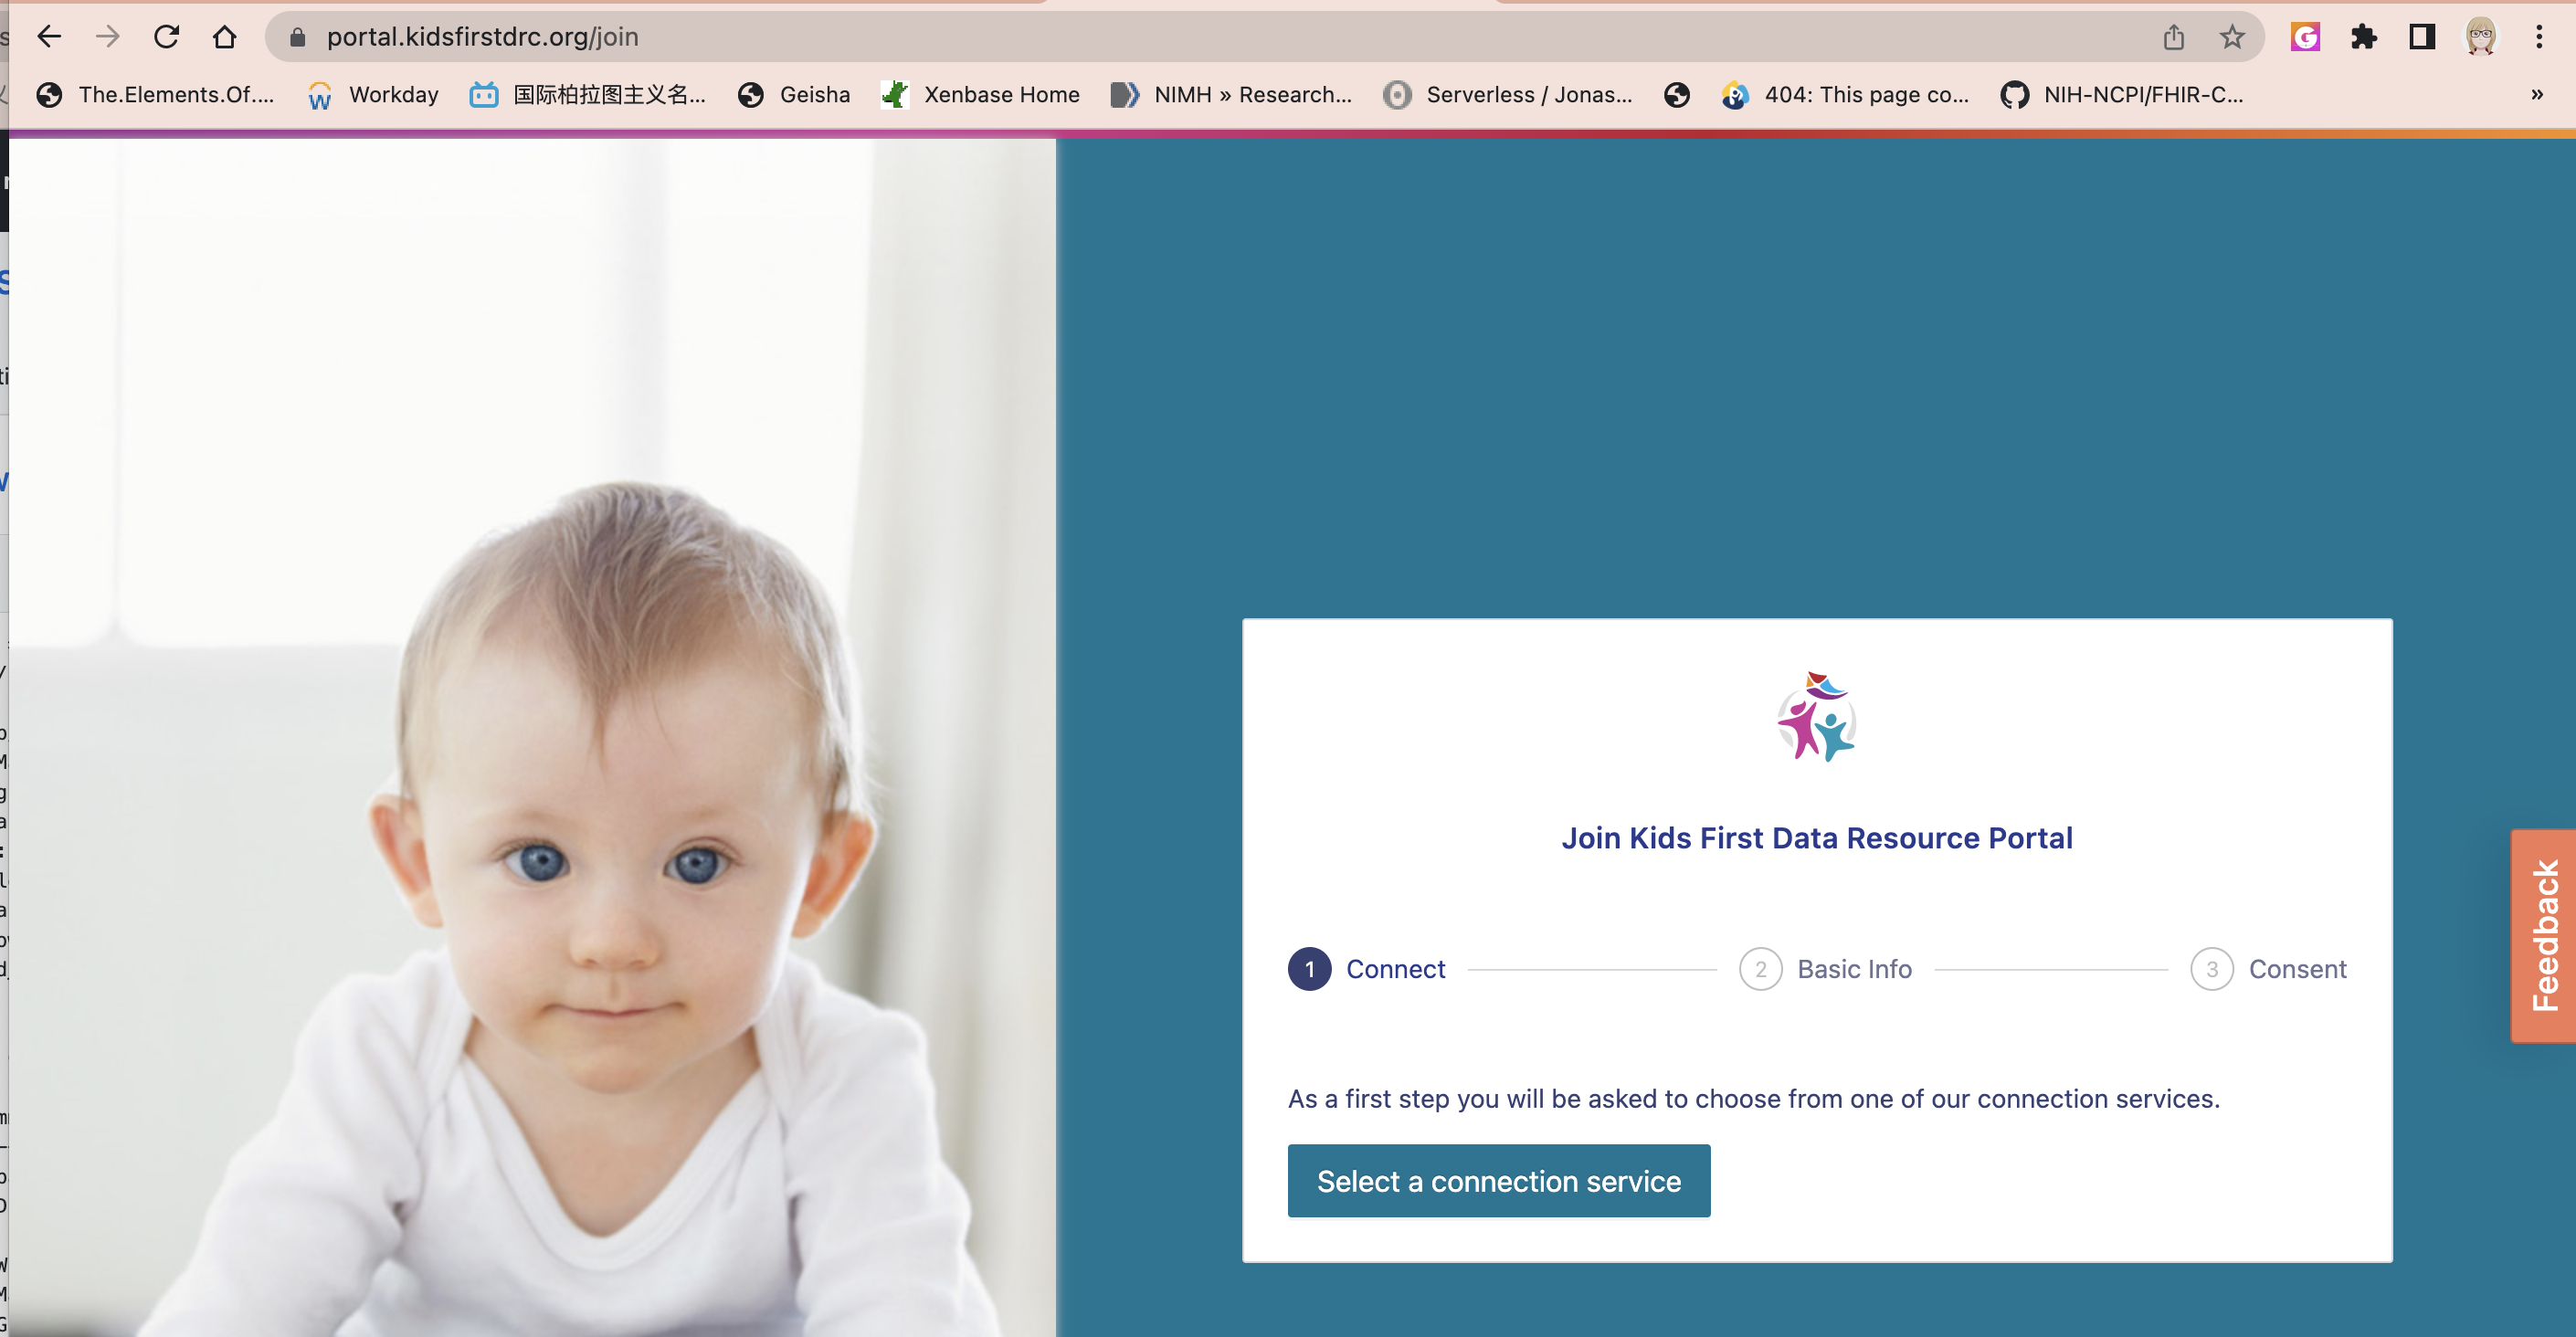 portal.kidsfirstdrc.org/join
The.Elements.Of....
Workday
国际柏拉图主义名...
Geisha
Xenbase Home
NIMH » Research...
Serverless / Jonas...
404: This page co...
NIH-NCPI/FHIR-C...
»
Join Kids First Data Resource Portal
1 Connect
2 Basic Info
3 Consent
As a first step you will be asked to choose from one of our connection services.
Select a connection service
Feedback